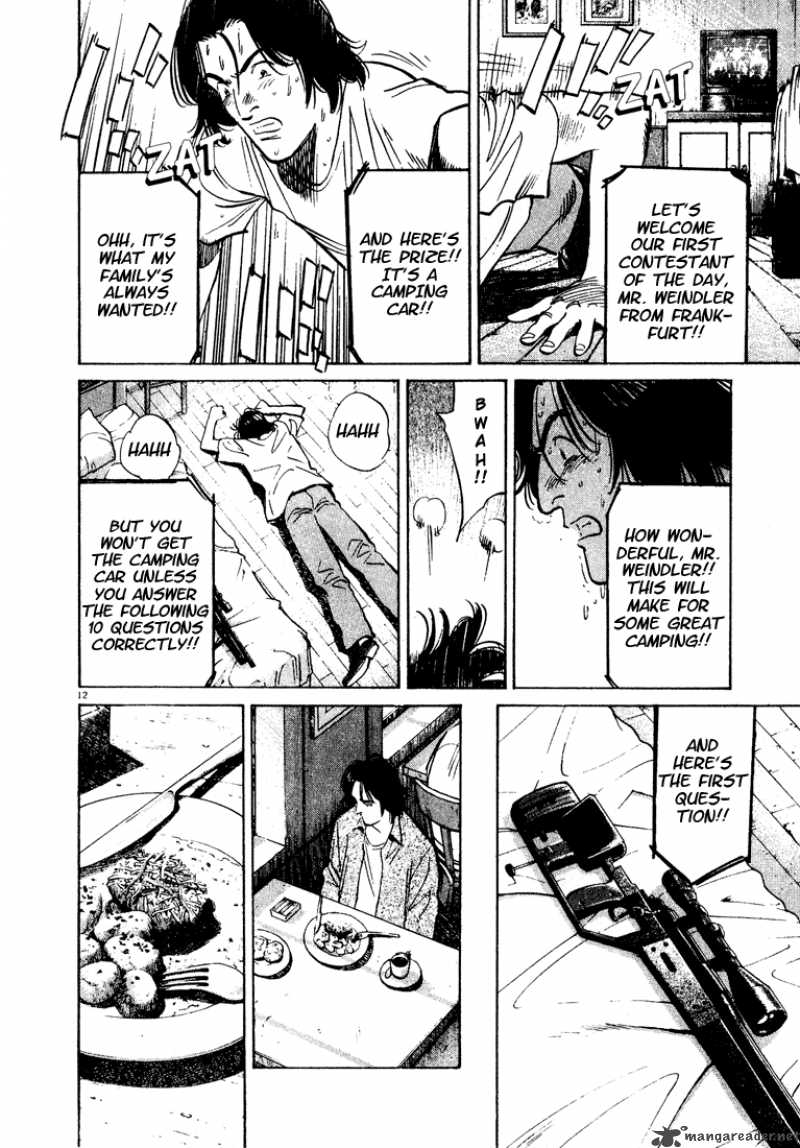 ZAT
LET'S
WELCOME
OUR FIRST
CONTESTANT
OF THE DAY,
MR. WEINDLER
FROM FRANK-
FURT!!
ZAT
AND HERE'S
THE PRIZE!!
IT'S A
CAMPING
CAR!!
OHH, IT'S
WHAT MY
FAMILY'S
ALWAYS
WANTED!!
HOW WON-
DERFUL, MR.
WEINDLER!!
THIS WILL
MAKE FOR
SOME GREAT
CAMPING!!
BWAH!!
HAHH
HAHH
BUT YOU
WON'T GET
THE CAMPING
CAR UNLESS
YOU ANSWER
THE FOLLOWING
10 QUESTIONS
CORRECTLY!!
12
AND
HERE'S
THE FIRST
QUES-
TION!!
mangareader.net